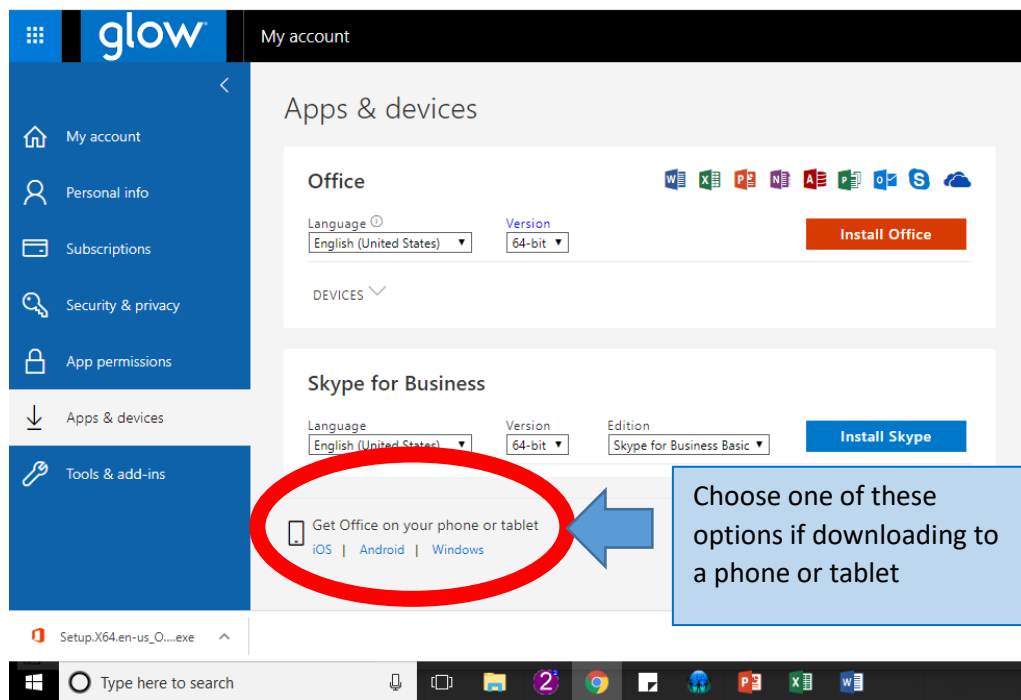 glow
My account
Apps & devices
My account
Personal info
Subscriptions
Security & privacy
App permissions
Apps & devices
Tools & add-ins
Office
Language
Version
English (United States)
64-bit
Install Office
DEVICES
Skype for Business
Language
Version
Edition
English (United States)
64-bit
Skype for Business Basic
Install Skype
Get Office on your phone or tablet
iOS | Android | Windows
Choose one of these
options if downloading to
a phone or tablet
Setup.X64.en-us_O....exe
Type here to search